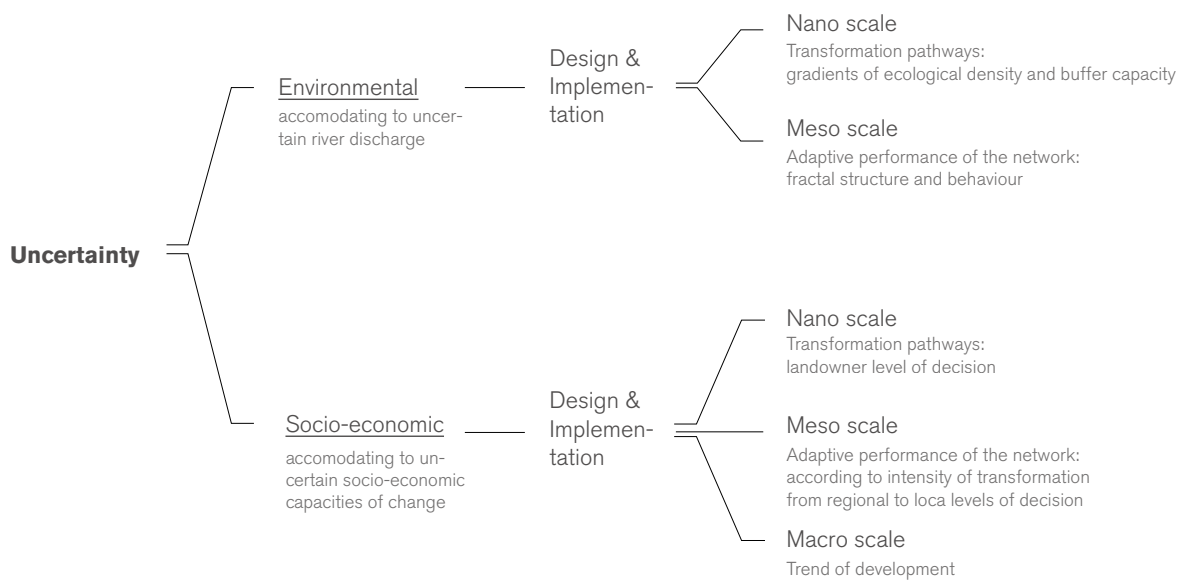 Uncertainty
Environmental
accomodating to uncer-
tain river discharge
Design &
Implemen-
tation
Nano scale
Transformation pathways:
gradients of ecological density and buffer capacity
Meso scale
Adaptive performance of the network:
fractal structure and behaviour
Socio-economic
accomodating to un-
certain socio-economic
capacities of change
Design &
Implemen-
tation
Nano scale
Transformation pathways:
landowner level of decision
Meso scale
Adaptive performance of the network:
according to intensity of transformation
from regional to loca levels of decision
Macro scale
Trend of development